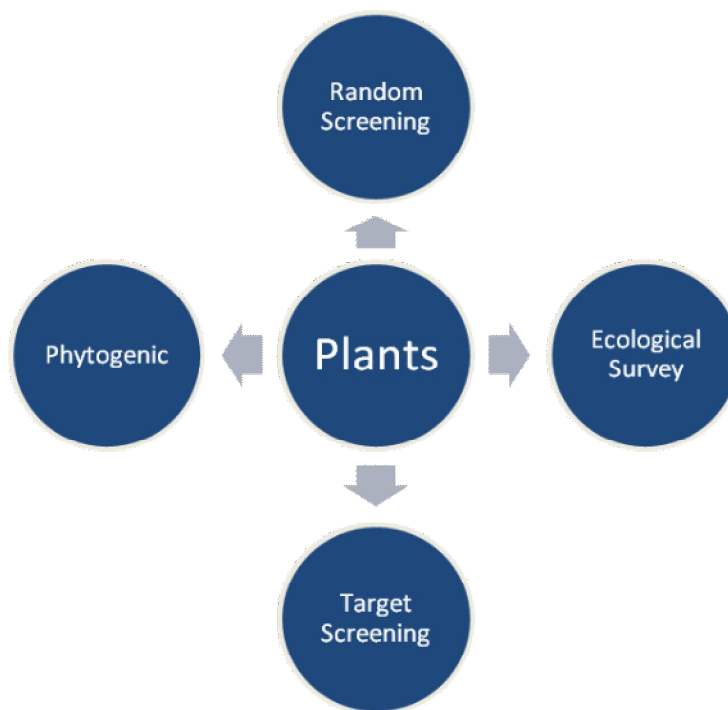 Random
Screening
Phytogenic
Plants
Ecological
Survey
Target
Screening